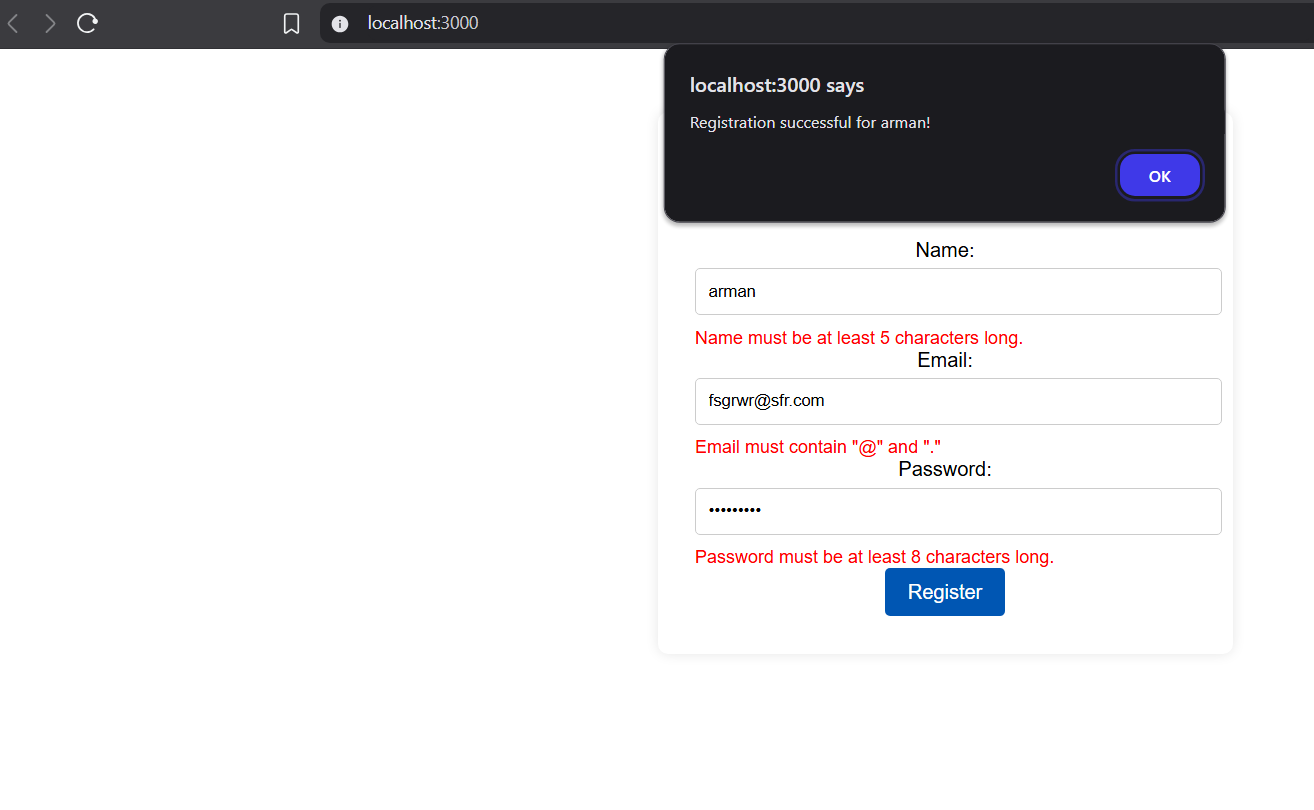 localhost:3000
localhost:3000 says
Registration successful for arman!
OK
Name:
arman
Name must be at least 5 characters long.
Email:
fsgrwr@sfr.com
Email must contain "@" and "."
Password:
•••••••••
Password must be at least 8 characters long.
Register